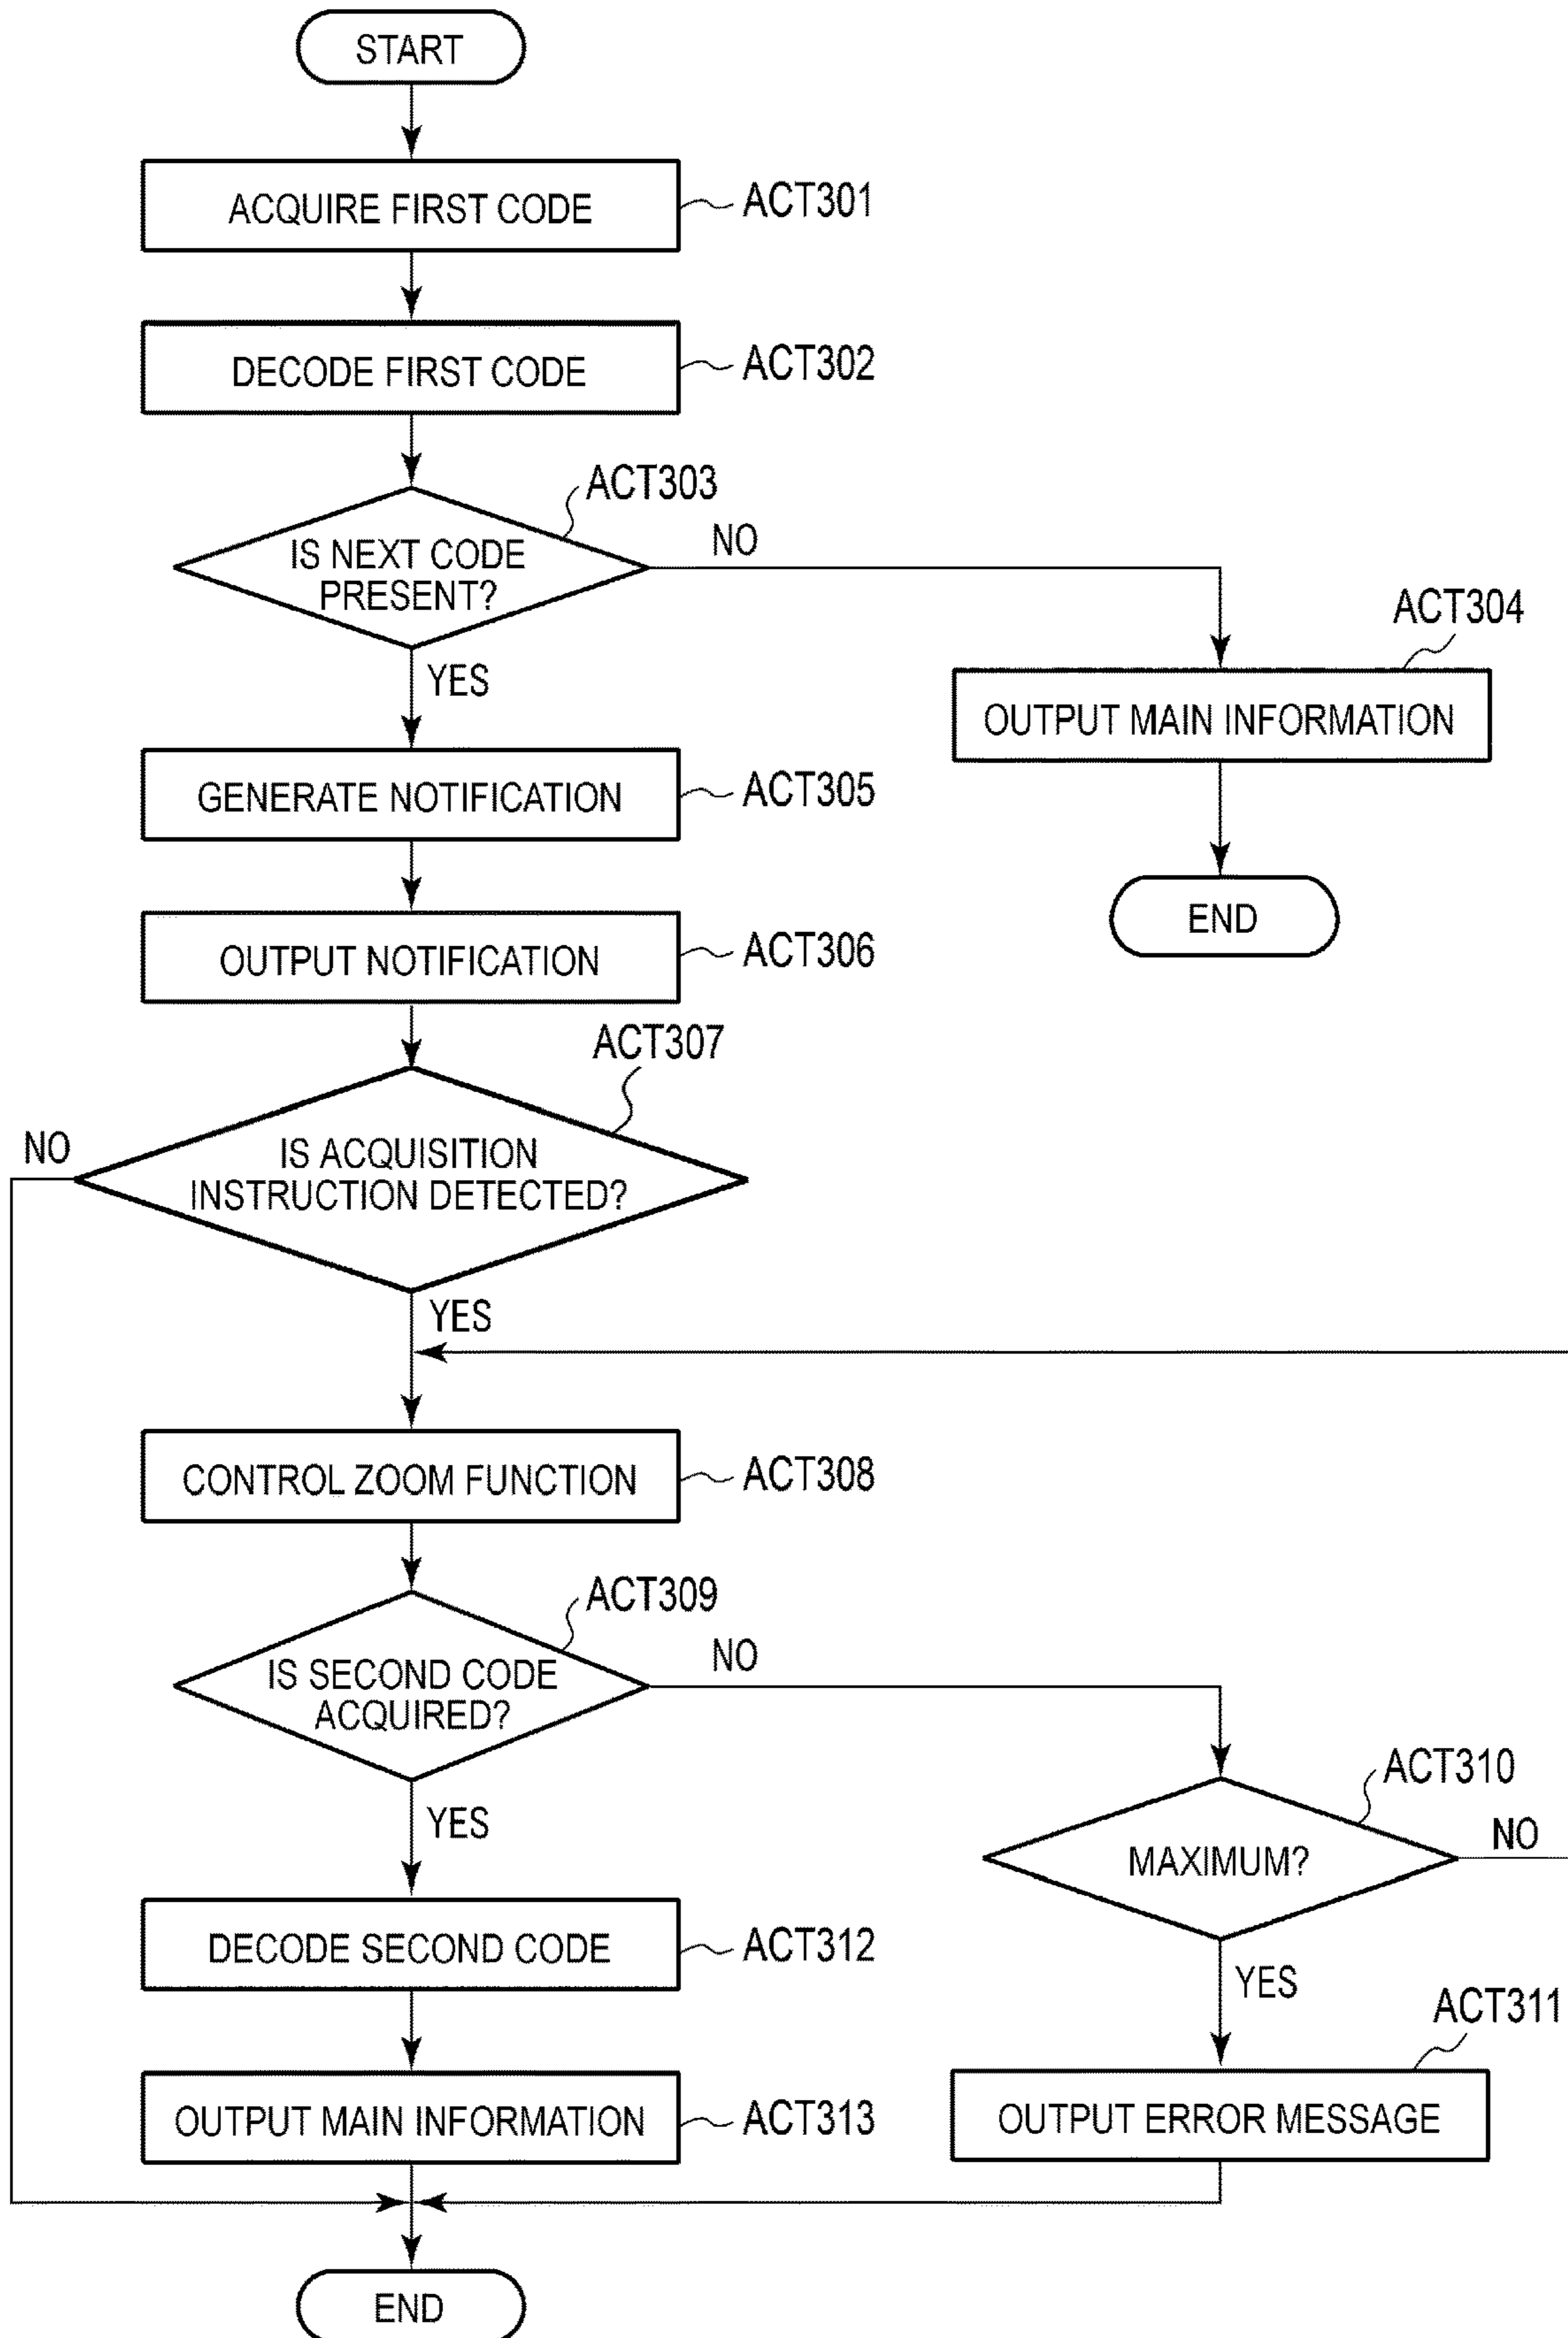 START
ACQUIRE FIRST CODE
ACT301
DECODE FIRST CODE
ACT302
ACT303
IS NEXT CODE
PRESENT?
NO
YES
ACT304
OUTPUT MAIN INFORMATION
END
GENERATE NOTIFICATION
ACT305
OUTPUT NOTIFICATION
ACT306
ACT307
IS ACQUISITION
INSTRUCTION DETECTED?
NO
YES
CONTROL ZOOM FUNCTION
ACT308
ACT309
IS SECOND CODE
ACQUIRED?
NO
YES
ACT310
MAXIMUM?
NO
YES
ACT311
OUTPUT ERROR MESSAGE
DECODE SECOND CODE
ACT312
OUTPUT MAIN INFORMATION
ACT313
END